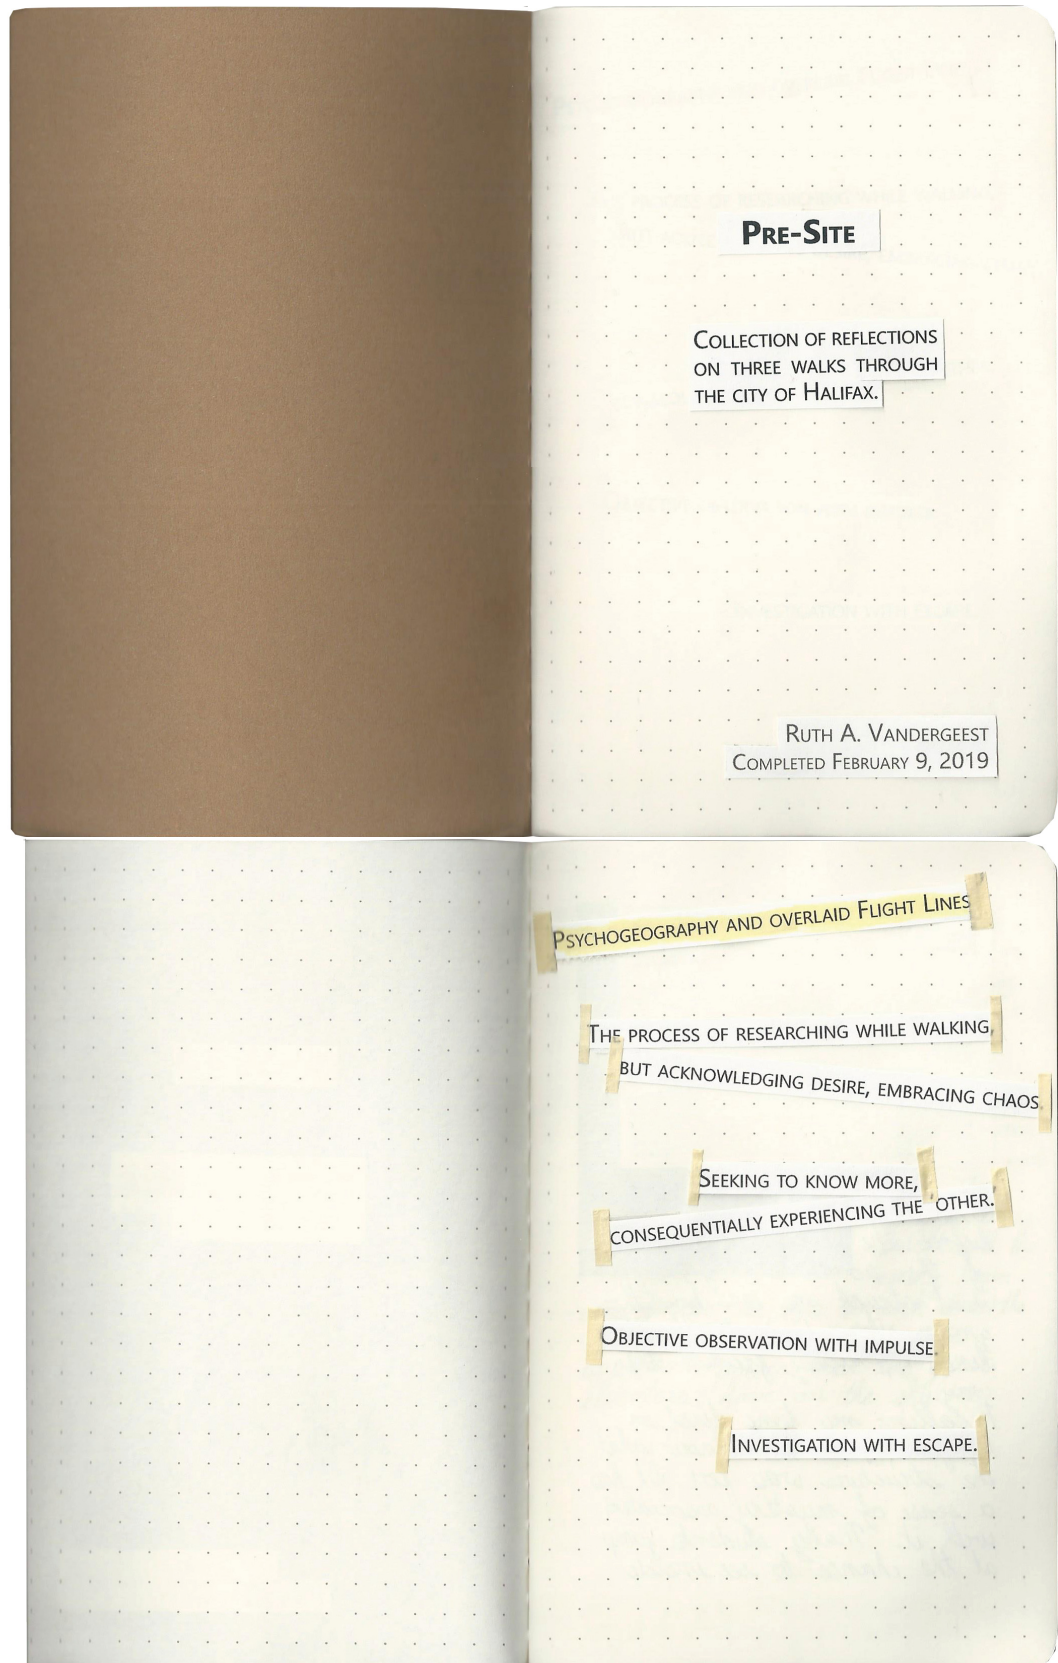 Pre-Site
Collection of reflections
on three walks through
the city of Halifax.
Ruth A. Vandergeest
Completed February 9, 2019
Psychogeography and overlaid Flight Lines
The process of researching while walking,
but acknowledging desire, embracing chaos.
Seeking to know more,
consequentially experiencing the other.
Objective observation with impulse.
Investigation with escape.